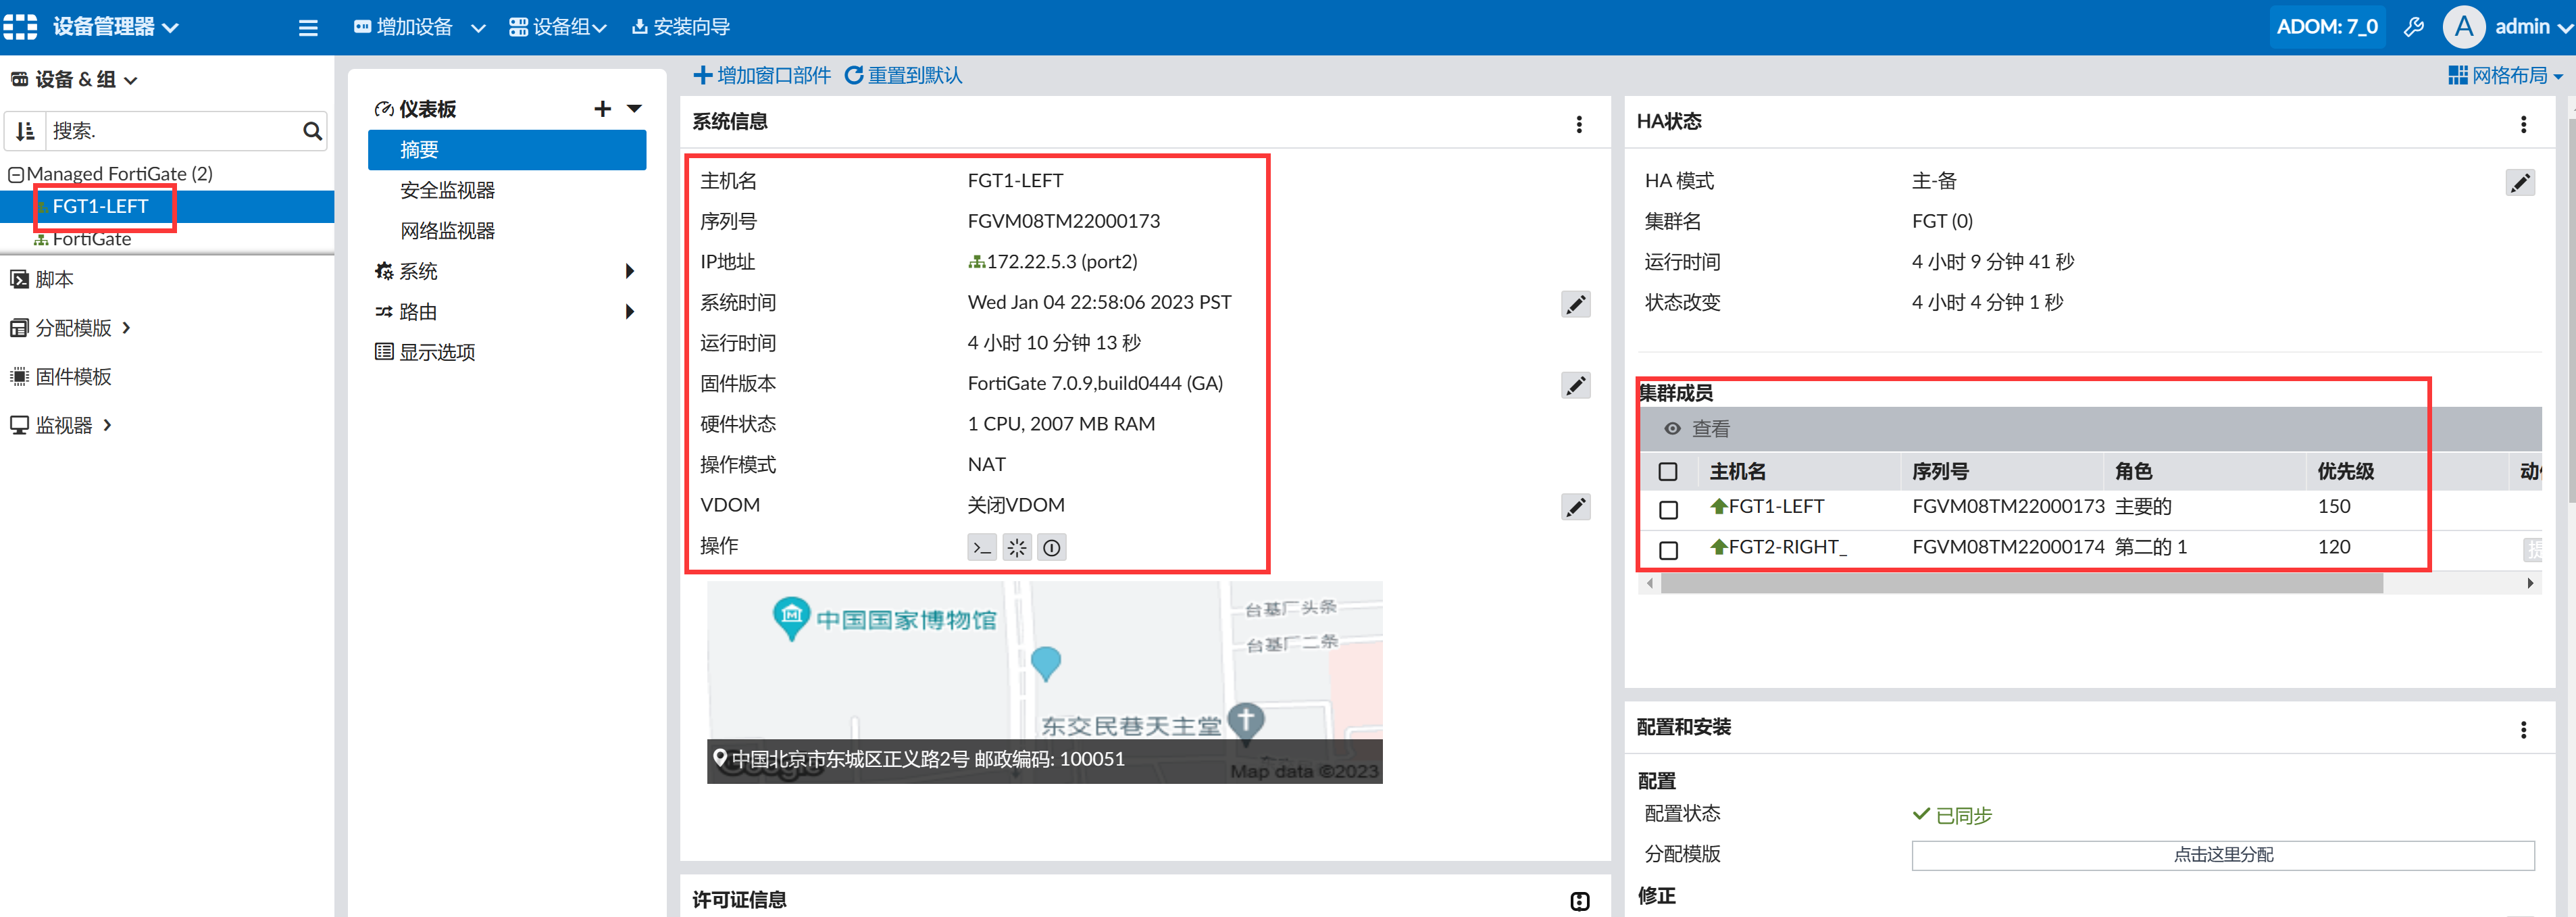 设备管理器
增加设备
设备组
安装向导
ADOM: 7_0
A
admin
设备 & 组
搜索.
Managed FortiGate (2)
FGT1-LEFT
FortiGate
脚本
分配模版
固件模板
监视器
仪表板
摘要
安全监视器
网络监视器
系统
路由
显示选项
增加窗口部件
重置到默认
网格布局
系统信息
主机名 FGT1-LEFT
序列号 FGVM08TM22000173
IP地址 172.22.5.3 (port2)
系统时间 Wed Jan 04 22:58:06 2023 PST
运行时间 4 小时 10 分钟 13 秒
固件版本 FortiGate 7.0.9,build0444 (GA)
硬件状态 1 CPU, 2007 MB RAM
操作模式 NAT
VDOM 关闭VDOM
操作
中国国家博物馆
台基厂头条
台基厂二条
东交民巷天主堂
中国北京市东城区正义路2号 邮政编码: 100051
Google
Map data ©2023
许可证信息
HA状态
HA 模式 主-备
集群名 FGT (0)
运行时间 4 小时 9 分钟 41 秒
状态改变 4 小时 4 分钟 1 秒
集群成员
查看
主机名 序列号 角色 优先级
FGT1-LEFT FGVM08TM22000173 主要的 150
FGT2-RIGHT_ FGVM08TM22000174 第二的 1 120
配置和安装
配置
配置状态 已同步
分配模版 点击这里分配
修正